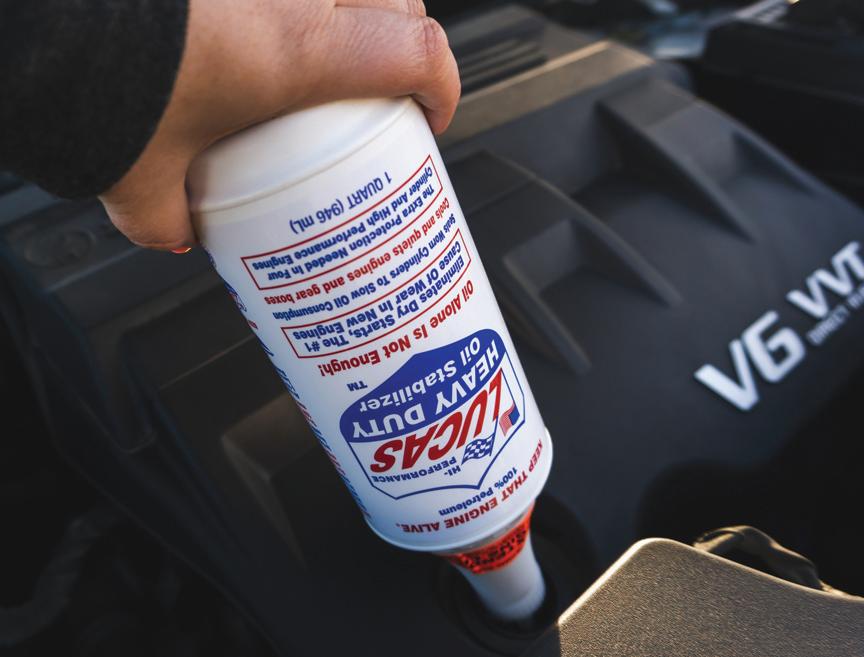 KEEP THAT ENGINE ALIVE.
100% Petroleum
HI-
PERFORMANCE
LUCAS
HEAVY DUTY
Oil Stabilizer
TM
Oil Alone Is Not Enough!
Eliminates Dry Starts, The #1
Cause Of Wear in New Engines
Seals Worn Cylinders To Slow Oil Consumption
Cools and quiets engines and gear boxes
The Extra Protection Needed In Four
Cylinder And High Performance Engines
1 QUART (946 mL)
V6 VVT
DIRECT